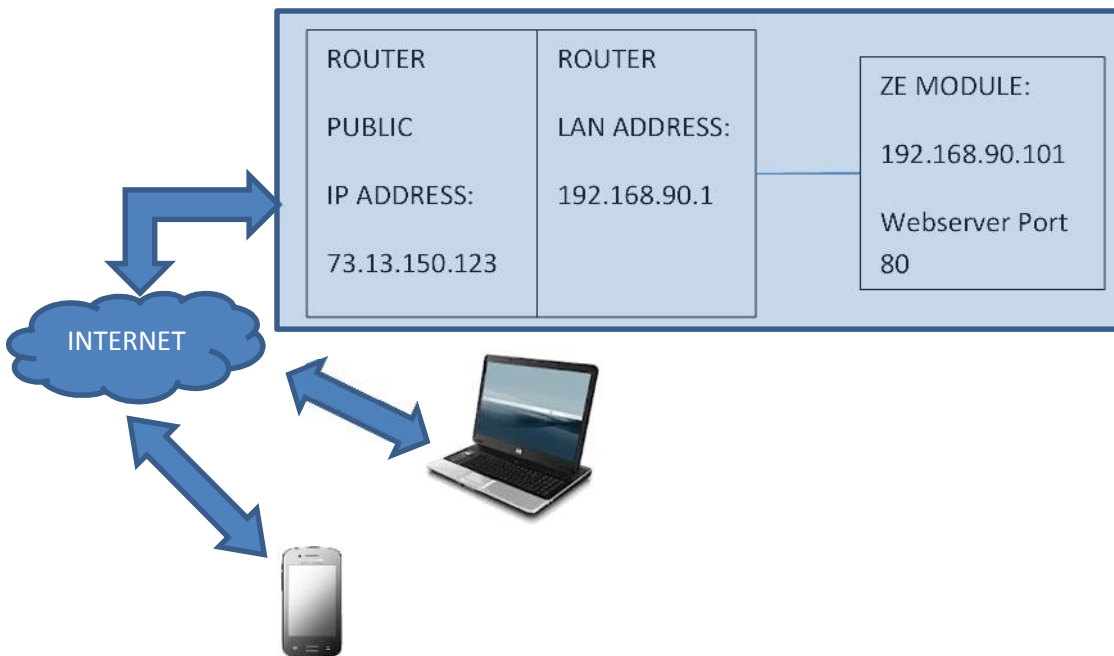 ROUTER
PUBLIC
IP ADDRESS:
73.13.150.123
ROUTER
LAN ADDRESS:
192.168.90.1
ZE MODULE:
192.168.90.101
Webserver Port
80
INTERNET